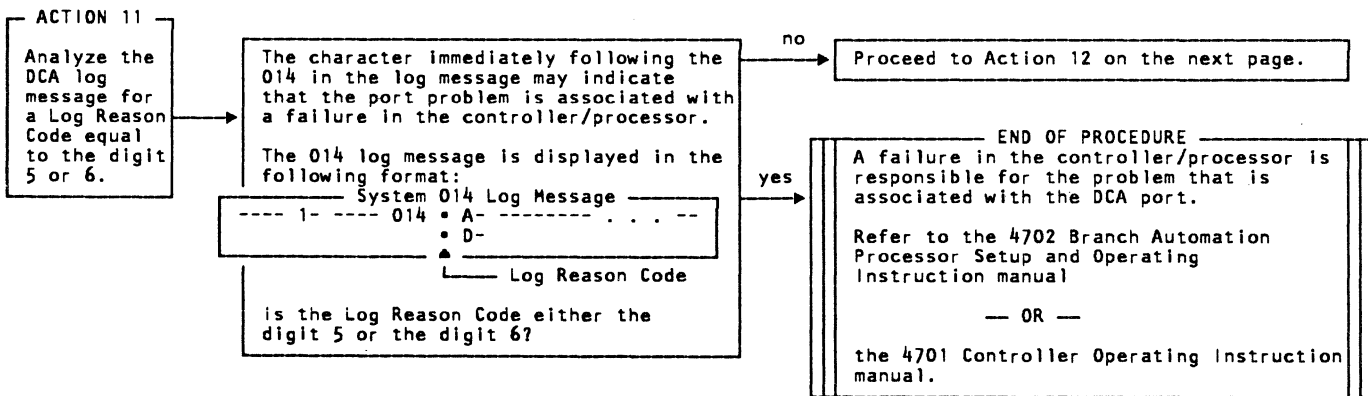 ACTION 11
Analyze the
DCA log
message for
a Log Reason
Code equal
to the digit
5 or 6.
The character immediately following the
014 in the log message may indicate
that the port problem is associated with
a failure in the controller/processor.
The 014 log message is displayed in the
following format:
System 014 Log Message
---- 1- ---- 014 • A- -------- . . . --
• D-
Log Reason Code
is the Log Reason Code either the
digit 5 or the digit 6?
no
Proceed to Action 12 on the next page.
yes
END OF PROCEDURE
A failure in the controller/processor is
responsible for the problem that is
associated with the DCA port.
Refer to the 4702 Branch Automation
Processor Setup and Operating
Instruction manual
— OR —
the 4701 Controller Operating Instruction
manual.